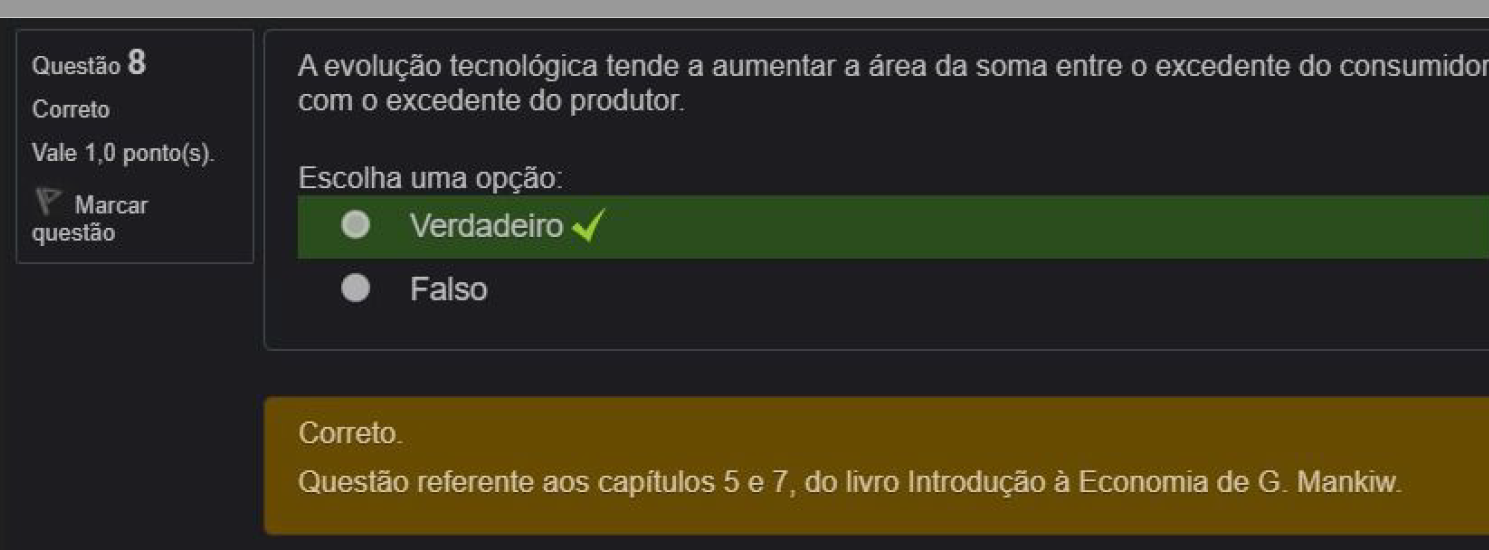 Questão 8
Correto
Vale 1,0 ponto(s).
Marcar
questão
A evolução tecnológica tende a aumentar a área da soma entre o excedente do consumidor
com o excedente do produtor.
Escolha uma opção:
Verdadeiro
Falso
Correto.
Questão referente aos capítulos 5 e 7, do livro Introdução à Economia de G. Mankiw.